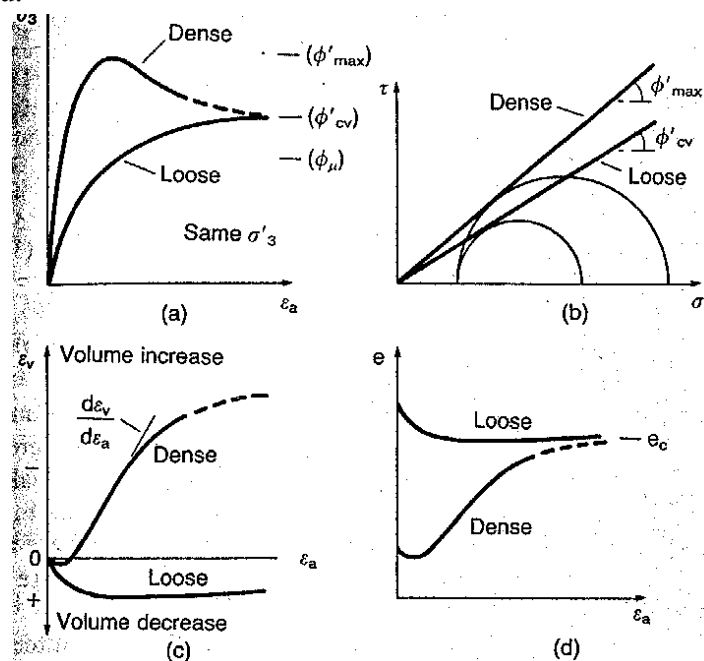 Dense
(ϕ′max)
(ϕ′cv)
(ϕμ)
Loose
Same σ′3
εa
(a)
τ
Dense
ϕ′max
ϕ′cv
Loose
σ
(b)
εv
Volume increase
dεv
dεa
Dense
−
0
εa
Loose
+
Volume decrease
(c)
e
Loose
ec
Dense
εa
(d)